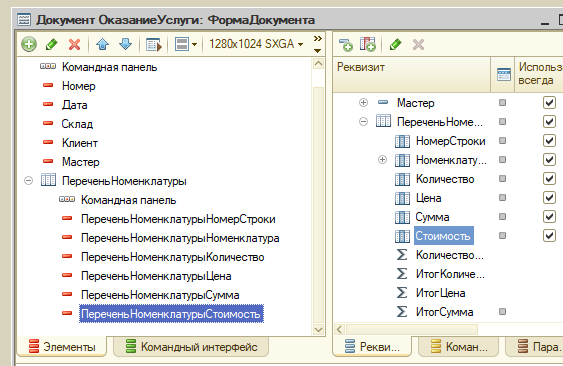 Документ ОказаниеУслуги: ФормаДокумента
1280x1024 SXGA
Командная панель
Номер
Дата
Склад
Клиент
Мастер
ПереченьНоменклатуры
Командная панель
ПереченьНоменклатурыНомерСтроки
ПереченьНоменклатурыНоменклатура
ПереченьНоменклатурыКоличество
ПереченьНоменклатурыЦена
ПереченьНоменклатурыСумма
ПереченьНоменклатурыСтоимость
Элементы
Командный интерфейс
Реквизит
Использо
всегда
Мастер
ПереченьНоме...
НомерСтроки
Номенклату...
Количество
Цена
Сумма
Стоимость
Количество...
ИтогКоличе...
ИтогЦена
ИтогСумма
Рекви...
Коман...
Пара...